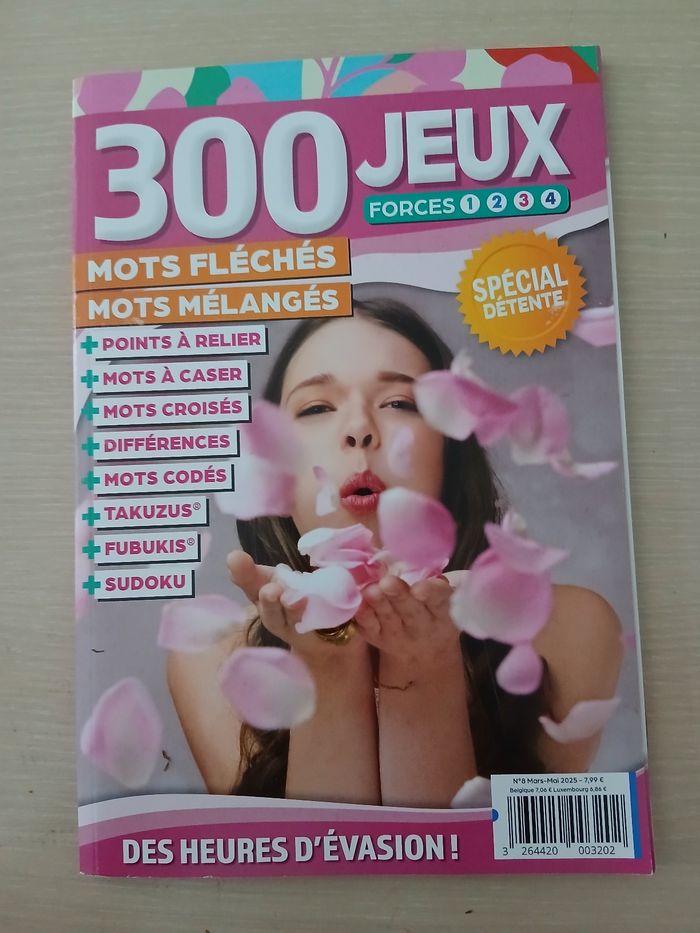 300 JEUX
FORCES 1 2 3 4
MOTS FLÉCHÉS
MOTS MÉLANGÉS
SPÉCIAL
DÉTENTE
+ POINTS À RELIER
+ MOTS À CASER
+ MOTS CROISÉS
+ DIFFÉRENCES
+ MOTS CODÉS
+ TAKUZUS®
+ FUBUKIS®
+ SUDOKU
N°8 Mars-Mai 2025 - 7,99 €
Belgique 7,06 € Luxembourg 6,86 €
3 264420 003202
DES HEURES D'ÉVASION !